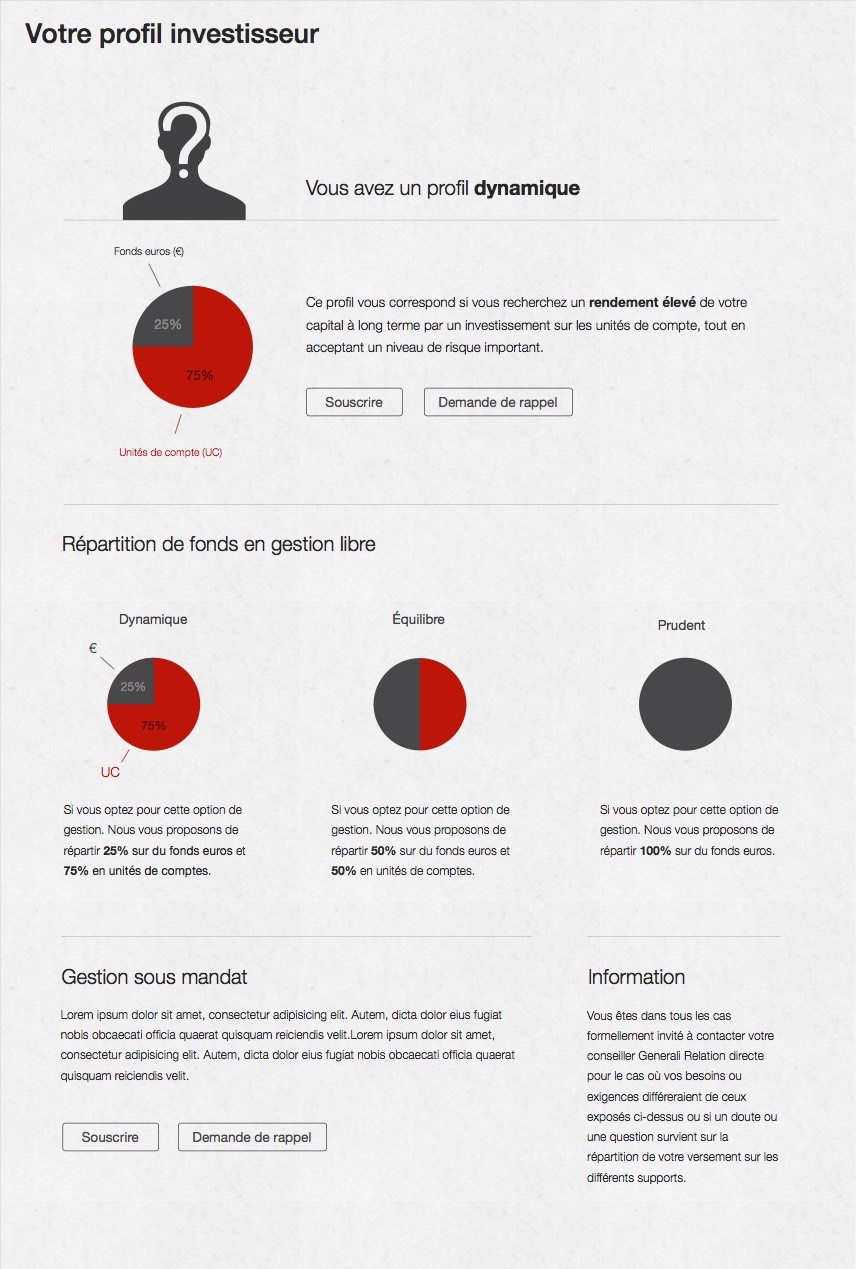 Votre profil investisseur
?
Vous avez un profil dynamique
Fonds euros (€)
25%
75%
Unités de compte (UC)
Ce profil vous correspond si vous recherchez un rendement élevé de votre
capital à long terme par un investissement sur les unités de compte, tout en
acceptant un niveau de risque important.
Souscrire
Demande de rappel
Répartition de fonds en gestion libre
Dynamique
€
25%
75%
UC
Si vous optez pour cette option de
gestion. Nous vous proposons de
répartir 25% sur du fonds euros et
75% en unités de comptes.
Équilibre
Si vous optez pour cette option de
gestion. Nous vous proposons de
répartir 50% sur du fonds euros et
50% en unités de comptes.
Prudent
Si vous optez pour cette option de
gestion. Nous vous proposons de
répartir 100% sur du fonds euros.
Gestion sous mandat
Lorem ipsum dolor sit amet, consectetur adipisicing elit. Autem, dicta dolor eius fugiat
nobis obcaecati officia quaerat quisquam reiciendis velit.Lorem ipsum dolor sit amet,
consectetur adipisicing elit. Autem, dicta dolor eius fugiat nobis obcaecati officia quaerat
quisquam reiciendis velit.
Souscrire
Demande de rappel
Information
Vous êtes dans tous les cas
formellement invité à contacter votre
conseiller Generali Relation directe
pour le cas où vos besoins ou
exigences différeraient de ceux
exposés ci-dessus ou si un doute ou
une question survient sur la
répartition de votre versement sur les
différents supports.